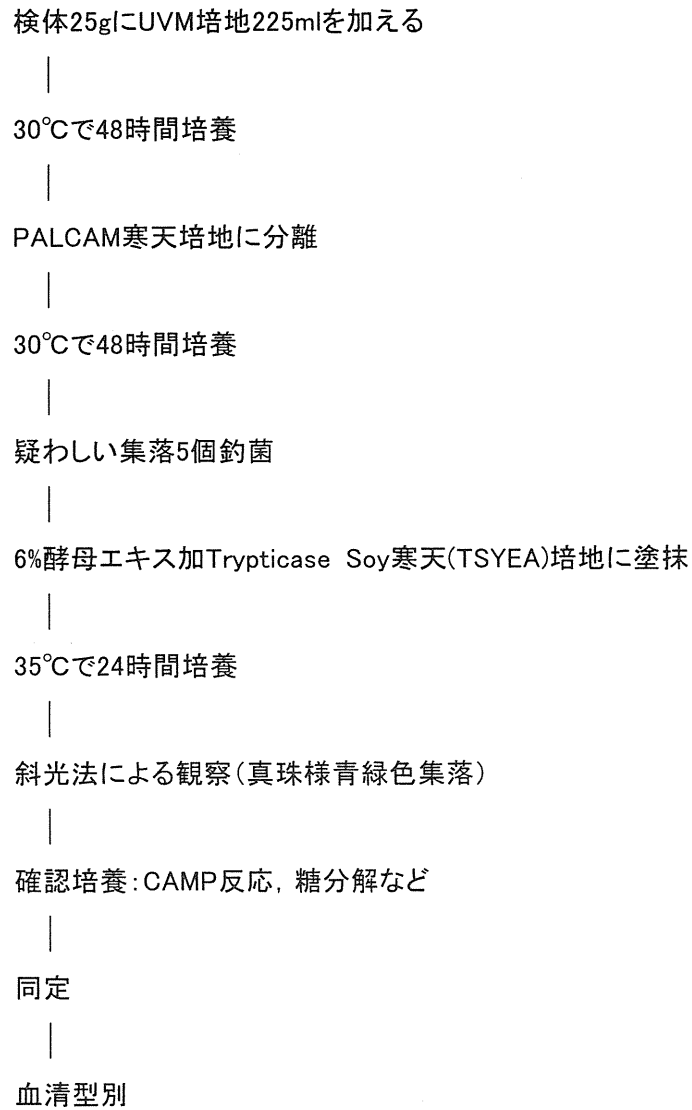 検体25gにUVM培地225mlを加える
30℃で48時間培養
PALCAM寒天培地に分離
30℃で48時間培養
疑わしい集落5個釣菌
6%酵母エキス加Trypticase Soy寒天(TSYEA)培地に塗抹
35℃で24時間培養
斜光法による観察(真珠様青緑色集落)
確認培養:CAMP反応, 糖分解など
同定
血清型別